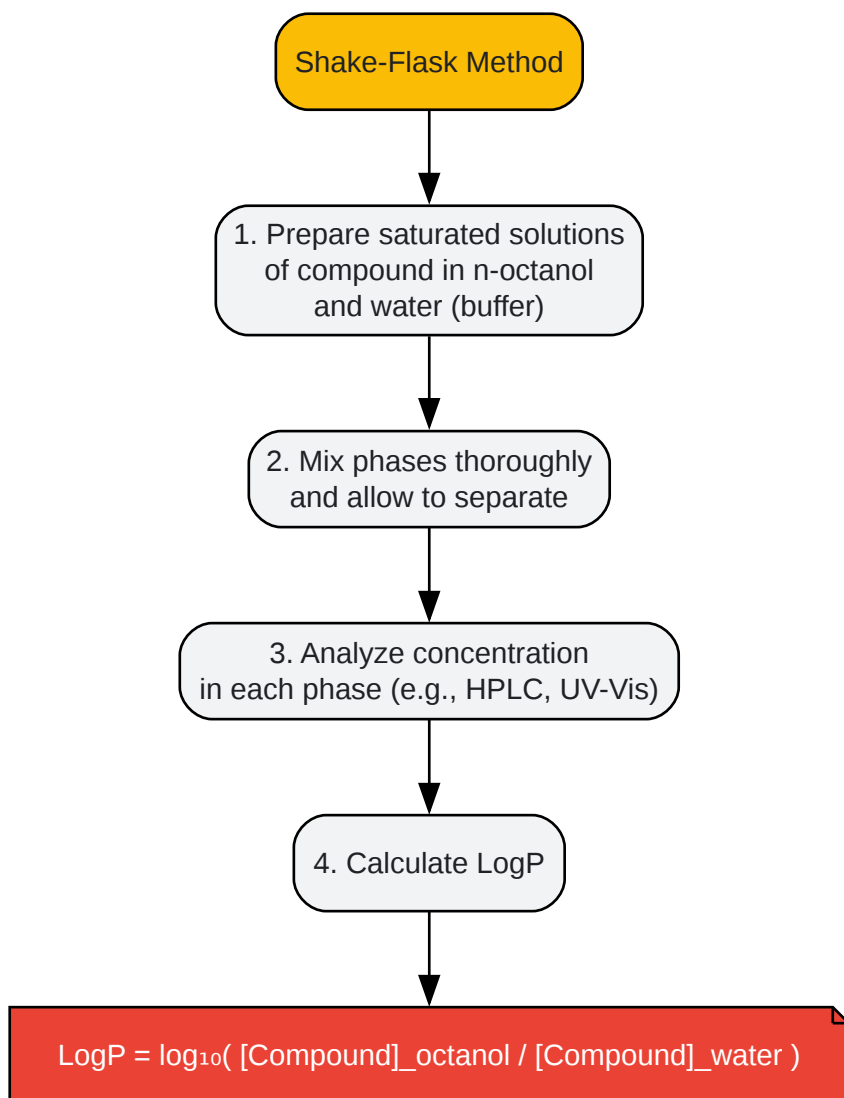 Shake-Flask Method
1. Prepare saturated solutions
of compound in n-octanol
and water (buffer)
2. Mix phases thoroughly
and allow to separate
3. Analyze concentration
in each phase (e.g., HPLC, UV-Vis)
4. Calculate LogP
LogP = log₁₀( [Compound]_octanol / [Compound]_water )